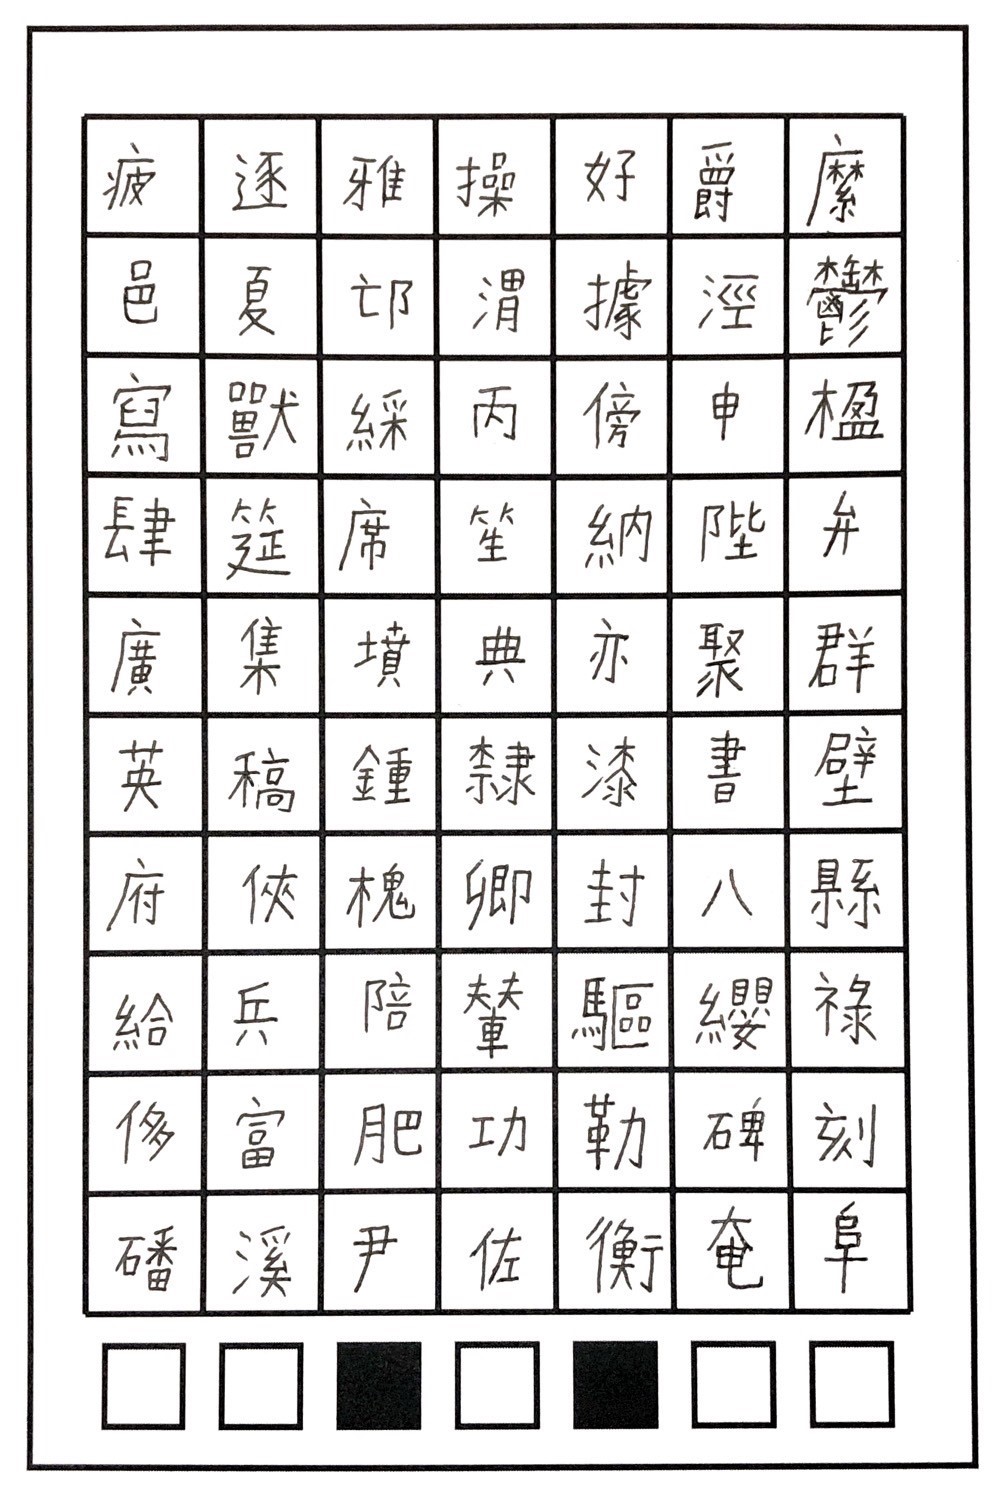 疲逐雅操好爵縻
邑夏邙渭據涇鬱
寫獸綵丙傍申楹
肆筵席笙納陛弁
廣集墳典亦聚群
英稿鍾隸漆書壁
府俠槐卿封八縣
給兵陪輦驅纓祿
侈富肥功勒碑刻
磻溪尹佐衡奄阜